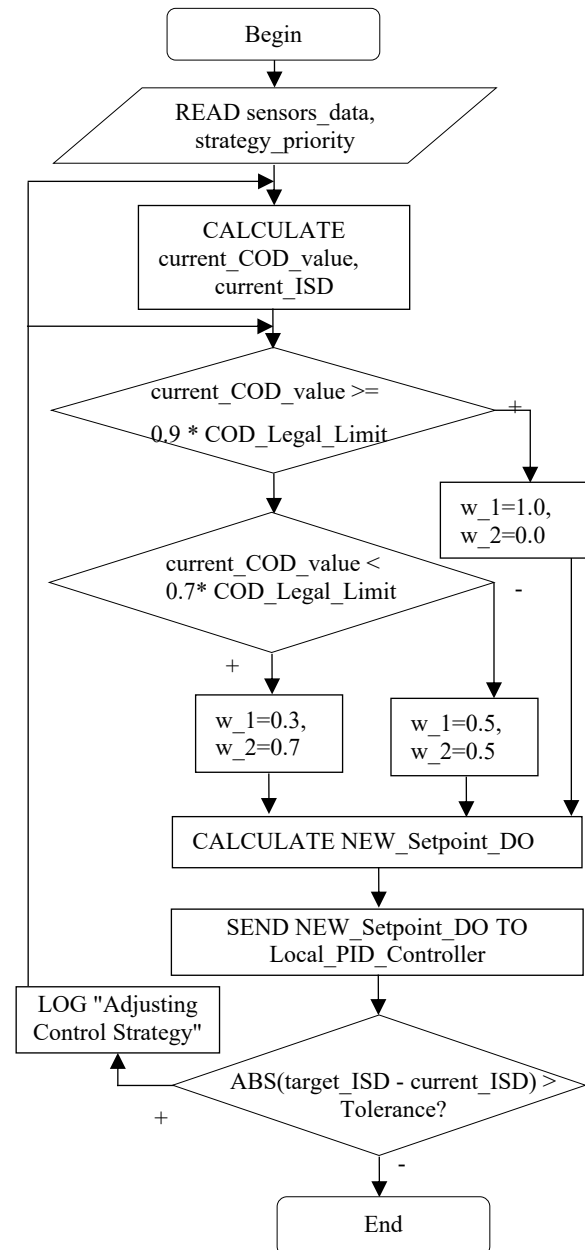 Begin
READ sensors_data,
strategy_priority
CALCULATE
current_COD_value,
current_ISD
current_COD_value >=
0.9 * COD_Legal_Limit
+
w_1=1.0,
w_2=0.0
current_COD_value <
0.7* COD_Legal_Limit
-
+
w_1=0.3,
w_2=0.7
w_1=0.5,
w_2=0.5
CALCULATE NEW_Setpoint_DO
SEND NEW_Setpoint_DO TO
Local_PID_Controller
LOG "Adjusting
Control Strategy"
ABS(target_ISD - current_ISD) >
Tolerance?
+
-
End